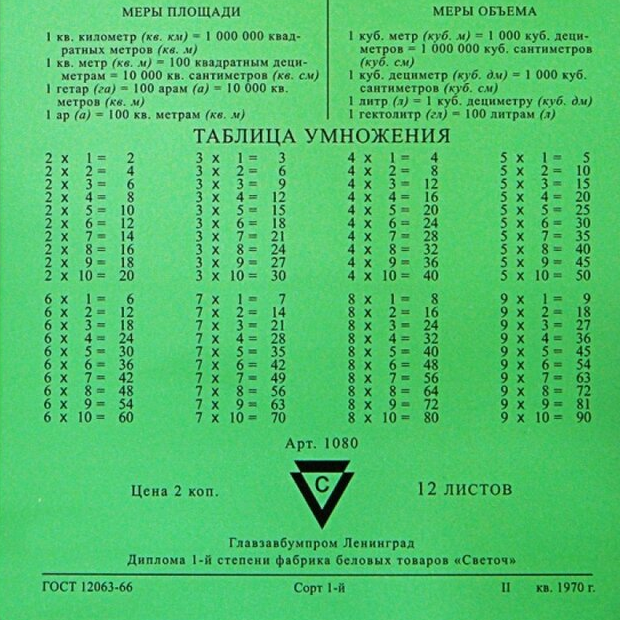 МЕРЫ ПЛОЩАДИ
1 кв. километр (кв. км) = 1 000 000 квад-
ратных метров (кв. м)
1 кв. метр (кв. м) = 100 квадратным деци-
метрам = 10 000 кв. сантиметров (кв. см)
1 гетар (га) = 100 арам (а) = 10 000 кв.
метров (кв. м)
1 ар (а) = 100 кв. метрам (кв. м)
МЕРЫ ОБЪЕМА
1 куб. метр (куб. м) = 1 000 куб. деци-
метров = 1 000 000 куб. сантиметров
(куб. см)
1 куб. дециметр (куб. дм) = 1 000 куб.
сантиметров (куб. см)
1 литр (л) = 1 куб. дециметру (куб. дм)
1 гектолитр (гл) = 100 литрам (л)
ТАБЛИЦА УМНОЖЕНИЯ
2 x 1 = 2 3 x 1 = 3 4 x 1 = 4 5 x 1 = 5
2 x 2 = 4 3 x 2 = 6 4 x 2 = 8 5 x 2 = 10
2 x 3 = 6 3 x 3 = 9 4 x 3 = 12 5 x 3 = 15
2 x 4 = 8 3 x 4 = 12 4 x 4 = 16 5 x 4 = 20
2 x 5 = 10 3 x 5 = 15 4 x 5 = 20 5 x 5 = 25
2 x 6 = 12 3 x 6 = 18 4 x 6 = 24 5 x 6 = 30
2 x 7 = 14 3 x 7 = 21 4 x 7 = 28 5 x 7 = 35
2 x 8 = 16 3 x 8 = 24 4 x 8 = 32 5 x 8 = 40
2 x 9 = 18 3 x 9 = 27 4 x 9 = 36 5 x 9 = 45
2 x 10 = 20 3 x 10 = 30 4 x 10 = 40 5 x 10 = 50
6 x 1 = 6 7 x 1 = 7 8 x 1 = 8 9 x 1 = 9
6 x 2 = 12 7 x 2 = 14 8 x 2 = 16 9 x 2 = 18
6 x 3 = 18 7 x 3 = 21 8 x 3 = 24 9 x 3 = 27
6 x 4 = 24 7 x 4 = 28 8 x 4 = 32 9 x 4 = 36
6 x 5 = 30 7 x 5 = 35 8 x 5 = 40 9 x 5 = 45
6 x 6 = 36 7 x 6 = 42 8 x 6 = 48 9 x 6 = 54
6 x 7 = 42 7 x 7 = 49 8 x 7 = 56 9 x 7 = 63
6 x 8 = 48 7 x 8 = 56 8 x 8 = 64 9 x 8 = 72
6 x 9 = 54 7 x 9 = 63 8 x 9 = 72 9 x 9 = 81
6 x 10 = 60 7 x 10 = 70 8 x 10 = 80 9 x 10 = 90
Арт. 1080
Цена 2 коп.
С
12 ЛИСТОВ
Главзавбумпром Ленинград
Диплома 1-й степени фабрика беловых товаров «Светоч»
ГОСТ 12063-66 Сорт 1-й II кв. 1970 г.